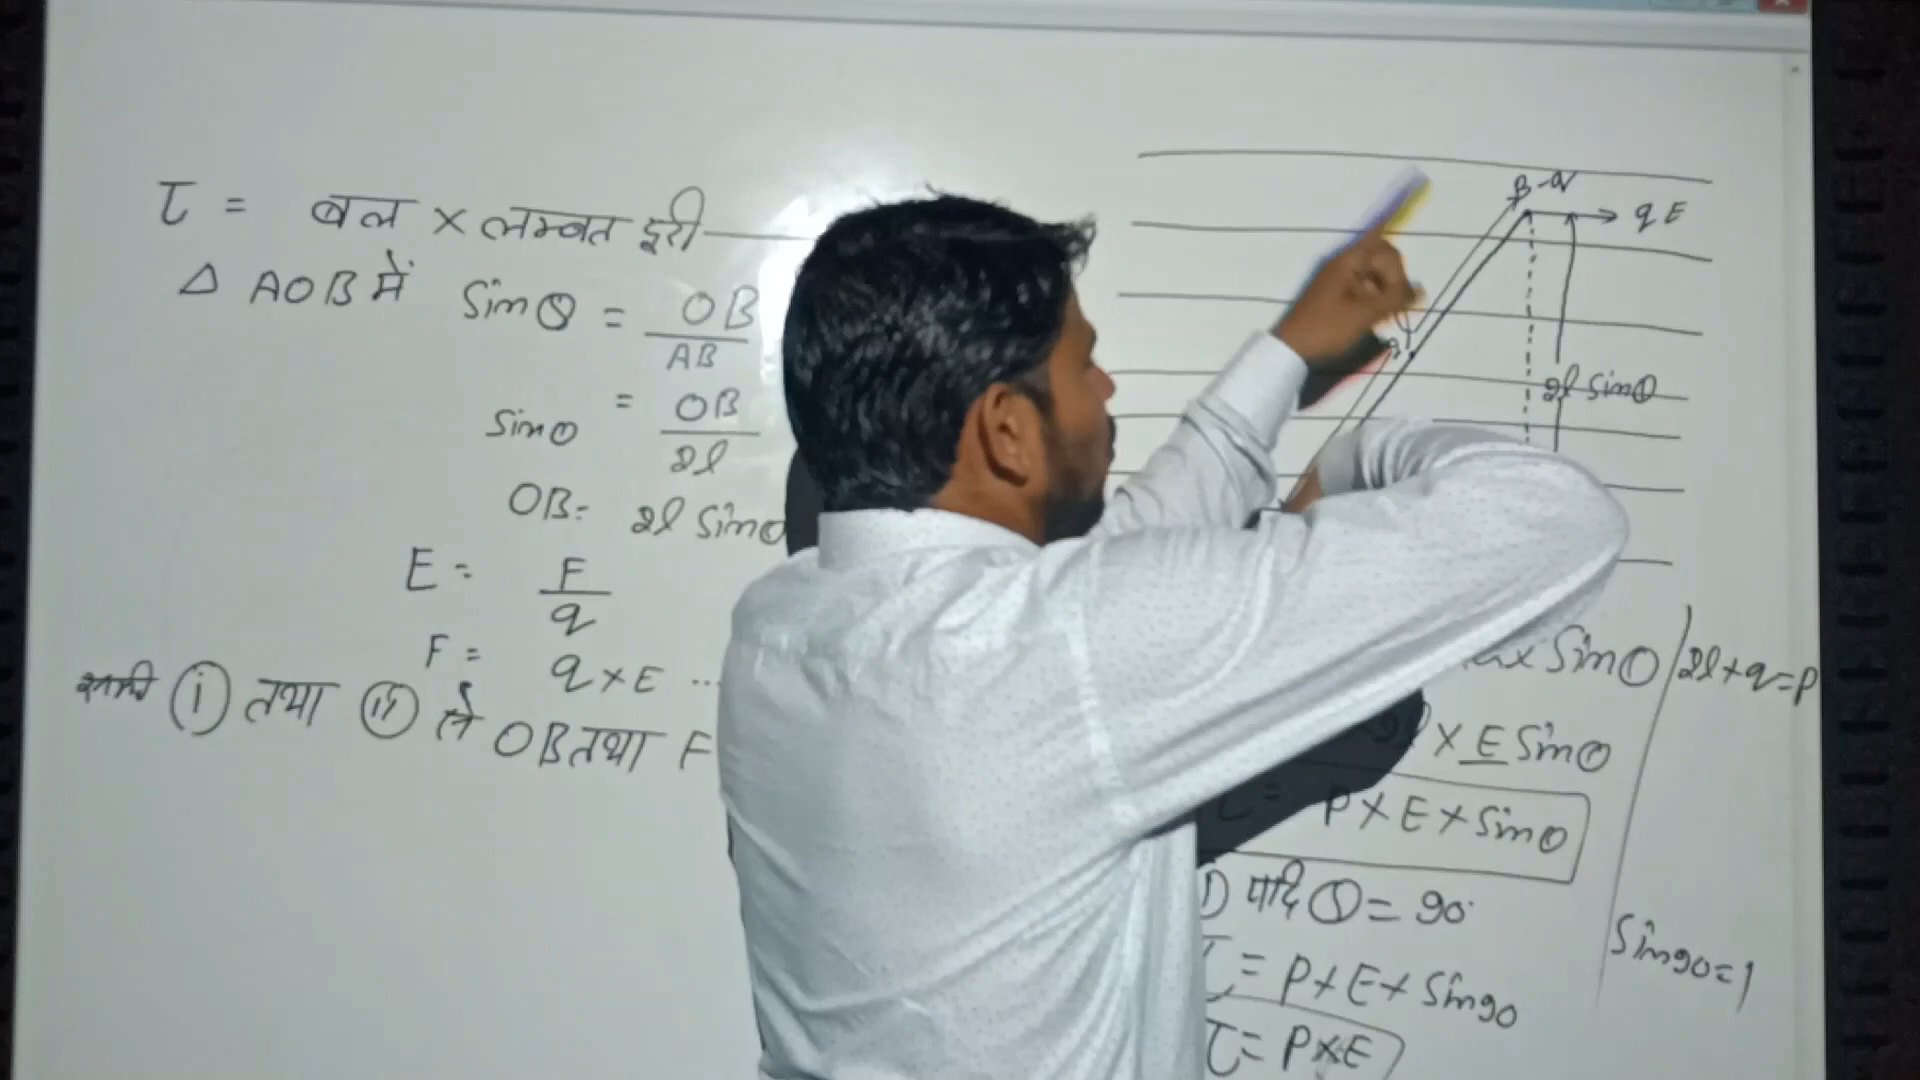 τ = बल × लम्बवत दूरी
Δ AOB में Sinθ = OB/AB
Sinθ = OB/2l
OB = 2l Sinθ
E = F/q
F = q×E ...
(i) तथा (ii) से OB तथा F
B -q
qE
2l Sinθ
× Sinθ
2l×q=P
× E Sinθ
τ = P×E×Sinθ
यदि θ = 90°
τ = P×E×Sin90
Sin90=1
τ = P×E